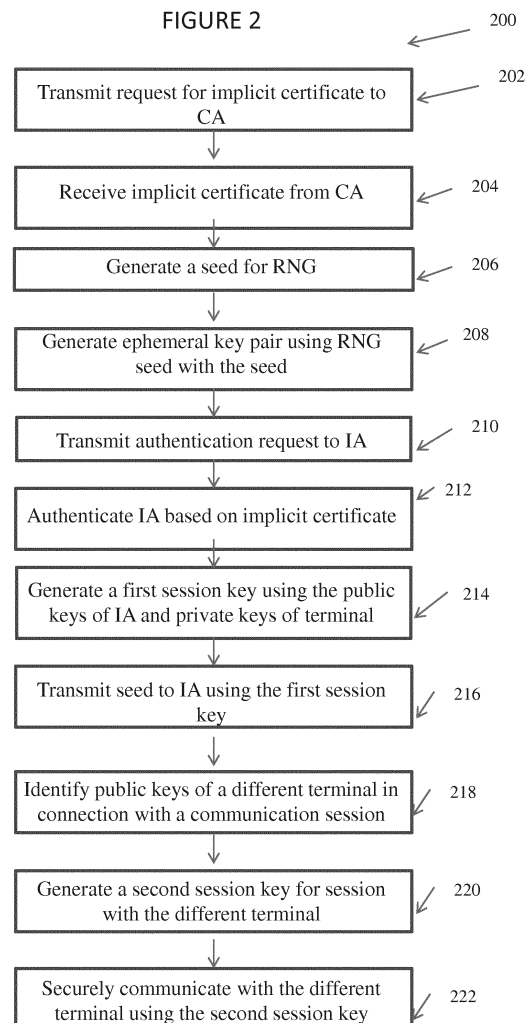 FIGURE 2
200
Transmit request for implicit certificate to
CA
202
Receive implicit certificate from CA
204
Generate a seed for RNG
206
Generate ephemeral key pair using RNG
seed with the seed
208
Transmit authentication request to IA
210
Authenticate IA based on implicit certificate
212
Generate a first session key using the public
keys of IA and private keys of terminal
214
Transmit seed to IA using the first session
key
216
Identify public keys of a different terminal in
connection with a communication session
218
Generate a second session key for session
with the different terminal
220
Securely communicate with the different
terminal using the second session key
222